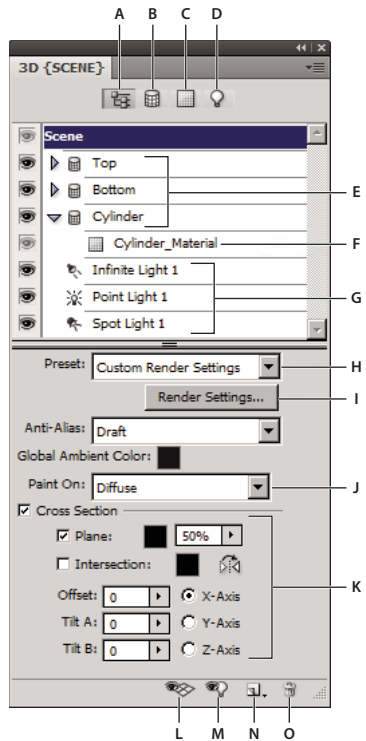 A B C D
3D {SCENE}
Scene
Top
Bottom
E
Cylinder
Cylinder_Material
F
Infinite Light 1
Point Light 1
G
Spot Light 1
Preset: Custom Render Settings
H
Render Settings...
I
Anti-Alias: Draft
Global Ambient Color:
Paint On: Diffuse
J
Cross Section
Plane: 50%
Intersection:
K
Offset: 0 X-Axis
Tilt A: 0 Y-Axis
Tilt B: 0 Z-Axis
L M N O